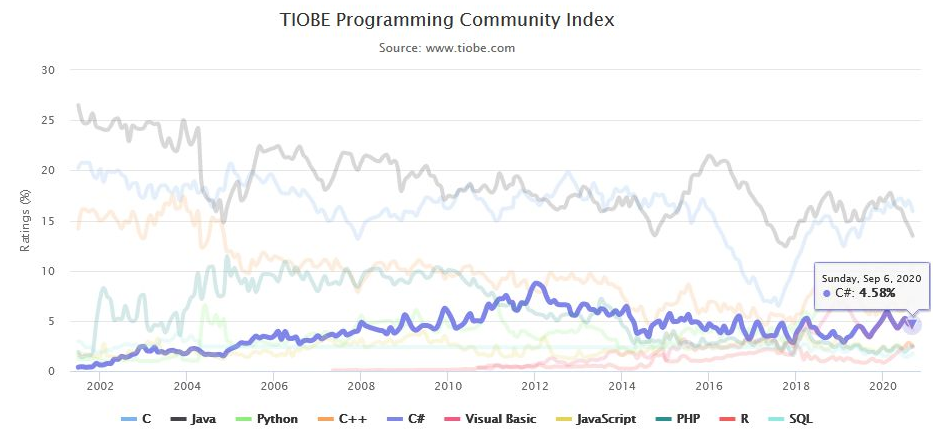 TIOBE Programming Community Index
Source: www.tiobe.com
30
25
20
15
10
5
0
Ratings (%)
Sunday, Sep 6, 2020
C#: 4.58%
2002 2004 2006 2008 2010 2012 2014 2016 2018 2020
C Java Python C++ C# Visual Basic JavaScript PHP R SQL